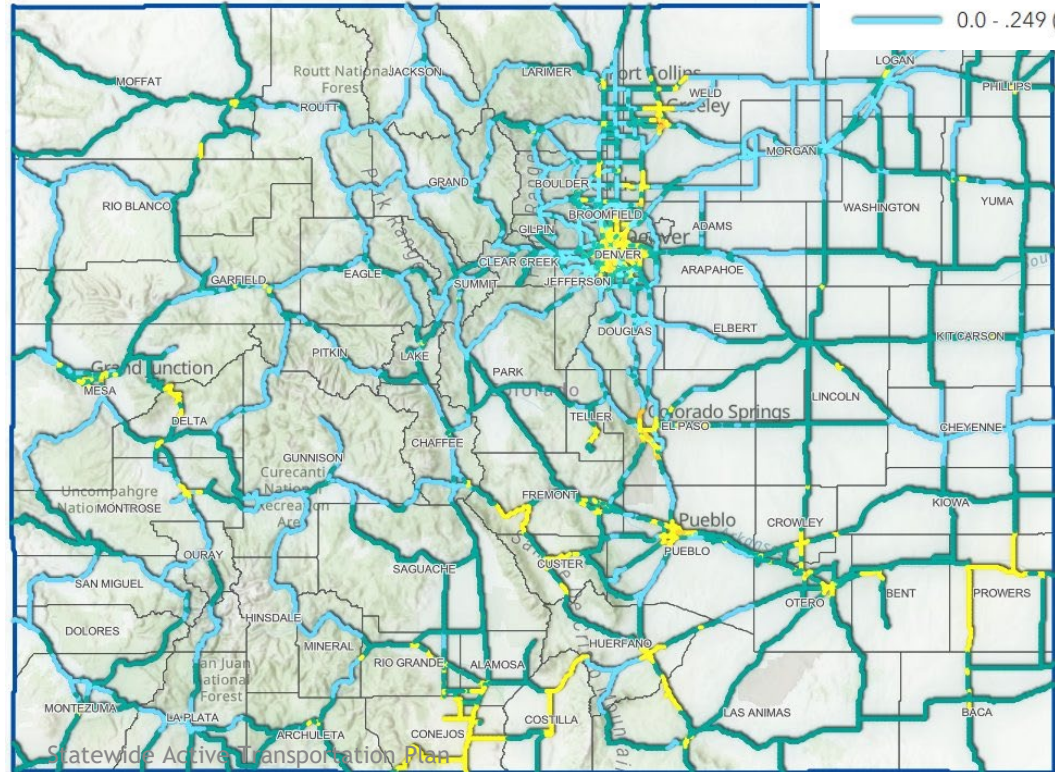 0.0 - .249 (
LOGAN
MOFFAT
Routt National
Forest
JACKSON
LARIMER
Fort Collins
WELD
PHILLIPS
ROUTT
Greeley
MORGAN
GRAND
BOULDER
RIO BLANCO
Park Rang
WASHINGTON
YUMA
BROOMFIELD
GILPIN
Denver
ADAMS
DENVER
CLEAR CREEK
EAGLE
GARFIELD
SUMMIT
JEFFERSON
ARAPAHOE
DOUGLAS
ELBERT
KIT CARSON
PITKIN
LAKE
Grand Junction
MESA
PARK
LINCOLN
TELLER
Colorado Springs
EL PASO
DELTA
CHEYENNE
CHAFFEE
GUNNISON
Curecanti
National
Recreation
Area
Uncompahgre
MONTROSE
FREMONT
KIOWA
Pueblo
CROWLEY
Arkans
PUEBLO
OURAY
SAN MIGUEL
SAGUACHE
CUSTER
OTERO
BENT
PROWERS
HINSDALE
DOLORES
MINERAL
HUERFANO
RIO GRANDE
ALAMOSA
San Juan
National
Forest
MONTEZUMA
LA PLATA
ARCHULETA
CONEJOS
COSTILLA
LAS ANIMAS
BACA
Statewide Active Transportation Plan